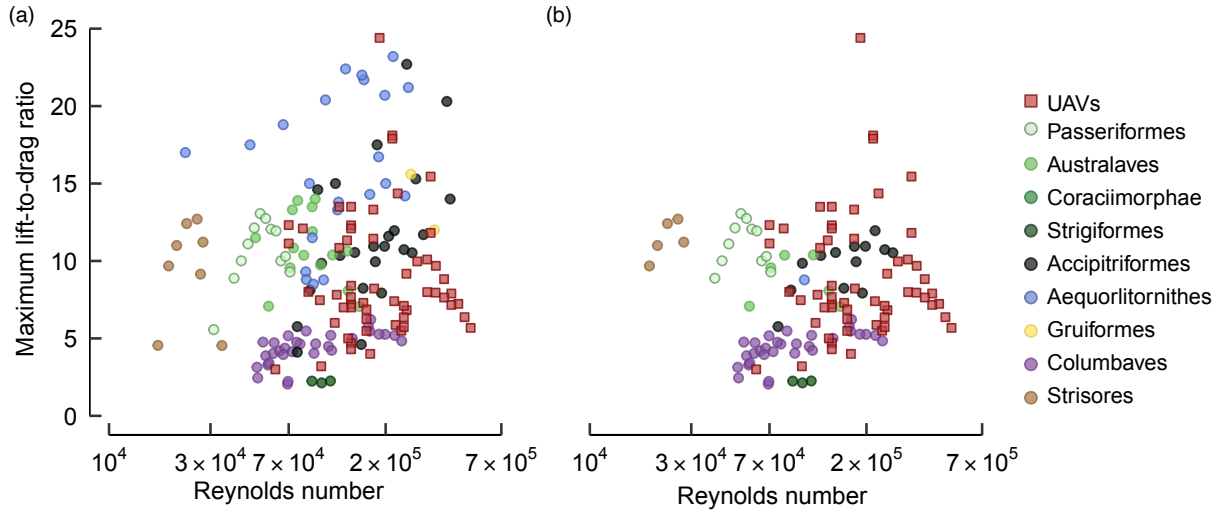 (a)
(b)
Maximum lift-to-drag ratio
25
20
15
10
5
0
10⁴
3 × 10⁴
7 × 10⁴
2 × 10⁵
7 × 10⁵
Reynolds number
10⁴
3 × 10⁴
7 × 10⁴
2 × 10⁵
7 × 10⁵
Reynolds number
UAVs
Passeriformes
Australaves
Coraciimorphae
Strigiformes
Accipitriformes
Aequorlitornithes
Gruiformes
Columbaves
Strisores